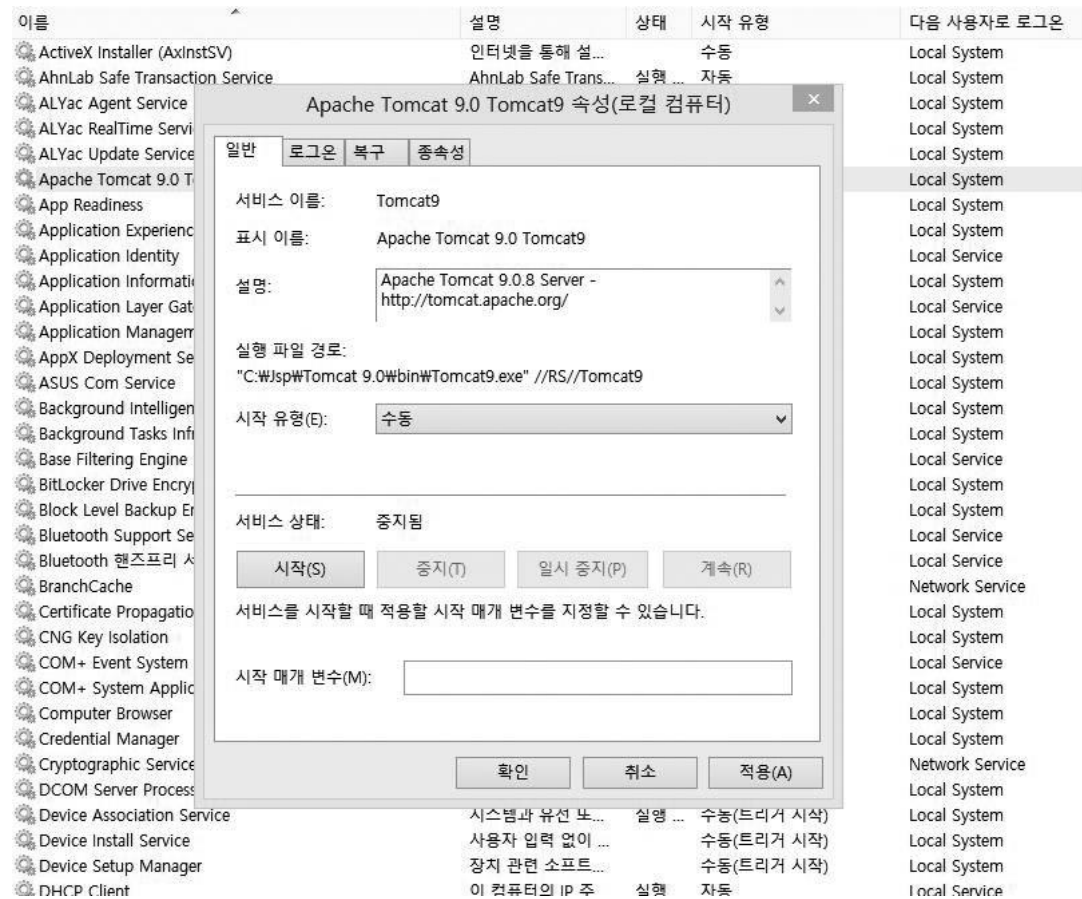 이름 설명 상태 시작 유형 다음 사용자로 로그온
ActiveX Installer (AxInstSV) 인터넷을 통해 설... 수동 Local System
AhnLab Safe Transaction Service AhnLab Safe Trans... 실행 ... 자동 Local System
ALYac Agent Service Local System
ALYac RealTime Servi Local System
ALYac Update Service Local System
Apache Tomcat 9.0 T Local System
App Readiness Local System
Application Experienc Local System
Application Identity Local Service
Application Informati Local System
Application Layer Gat Local Service
Application Managem Local System
AppX Deployment Se Local System
ASUS Com Service Local System
Background Intelligen Local System
Background Tasks Infr Local System
Base Filtering Engine Local Service
BitLocker Drive Encry Local System
Block Level Backup En Local System
Bluetooth Support Se Local Service
Bluetooth 핸즈프리 서 Local Service
BranchCache Network Service
Certificate Propagatio Local System
CNG Key Isolation Local System
COM+ Event System Local Service
COM+ System Applic Local System
Computer Browser Local System
Credential Manager Local System
Cryptographic Service Network Service
DCOM Server Process Local System
Device Association Service 시스템과 유선 또... 실행 ... 수동(트리거 시작) Local System
Device Install Service 사용자 입력 없이 ... 수동(트리거 시작) Local System
Device Setup Manager 장치 관련 소프트... 수동(트리거 시작) Local System
DHCP Client 이 컴퓨터의 IP 주 실행 자동 Local Service
Apache Tomcat 9.0 Tomcat9 속성(로컬 컴퓨터)
일반 로그온 복구 종속성
서비스 이름: Tomcat9
표시 이름: Apache Tomcat 9.0 Tomcat9
설명: Apache Tomcat 9.0.8 Server -
http://tomcat.apache.org/
실행 파일 경로:
"C:₩Jsp₩Tomcat 9.0₩bin₩Tomcat9.exe" //RS//Tomcat9
시작 유형(E): 수동
서비스 상태: 중지됨
시작(S) 중지(T) 일시 중지(P) 계속(R)
서비스를 시작할 때 적용할 시작 매개 변수를 지정할 수 있습니다.
시작 매개 변수(M):
확인 취소 적용(A)